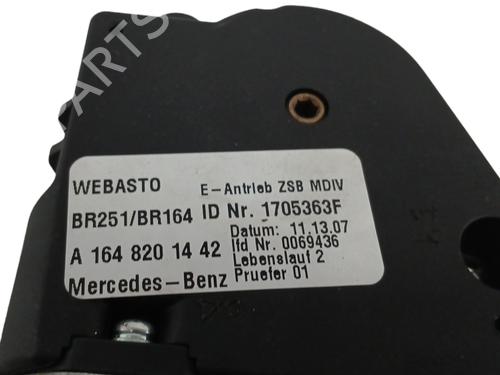 PARTS
WEBASTO E-Antrieb ZSB MDIV
BR251/BR164 ID Nr. 1705363F
Datum: 11.13.07
A 164 820 14 42 lfd Nr. 0069436
Lebenslauf 2
Mercedes-Benz Pruefer 01